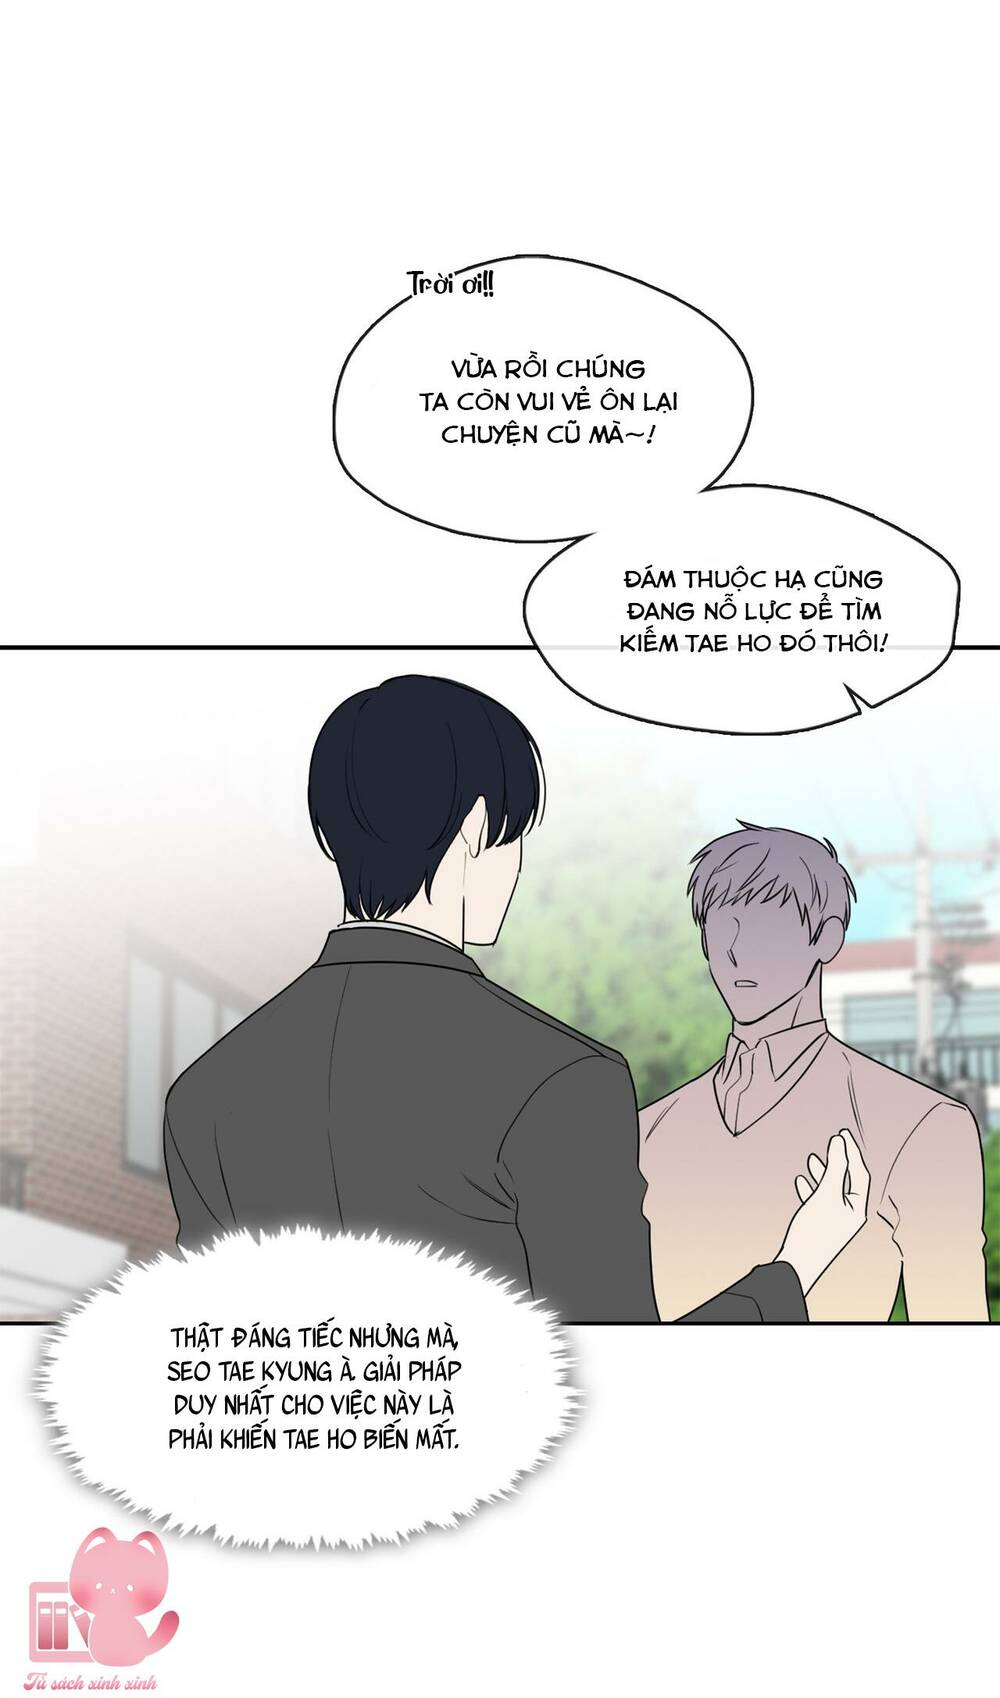 Trời ơi!!
VỪA RỒI CHÚNG
TA CÒN VUI VẺ ÔN LẠI
CHUYỆN CŨ MÀ~!
ĐÁM THUỘC HẠ CŨNG
ĐANG NỖ LỰC ĐỂ TÌM
KIẾM TAE HO ĐÓ THÔI!
THẬT ĐÁNG TIẾC NHƯNG MÀ,
SEO TAE KYUNG À. GIẢI PHÁP
DUY NHẤT CHO VIỆC NÀY LÀ
PHẢI KHIẾN TAE HO BIẾN MẤT.
Tủ sách xinh xinh